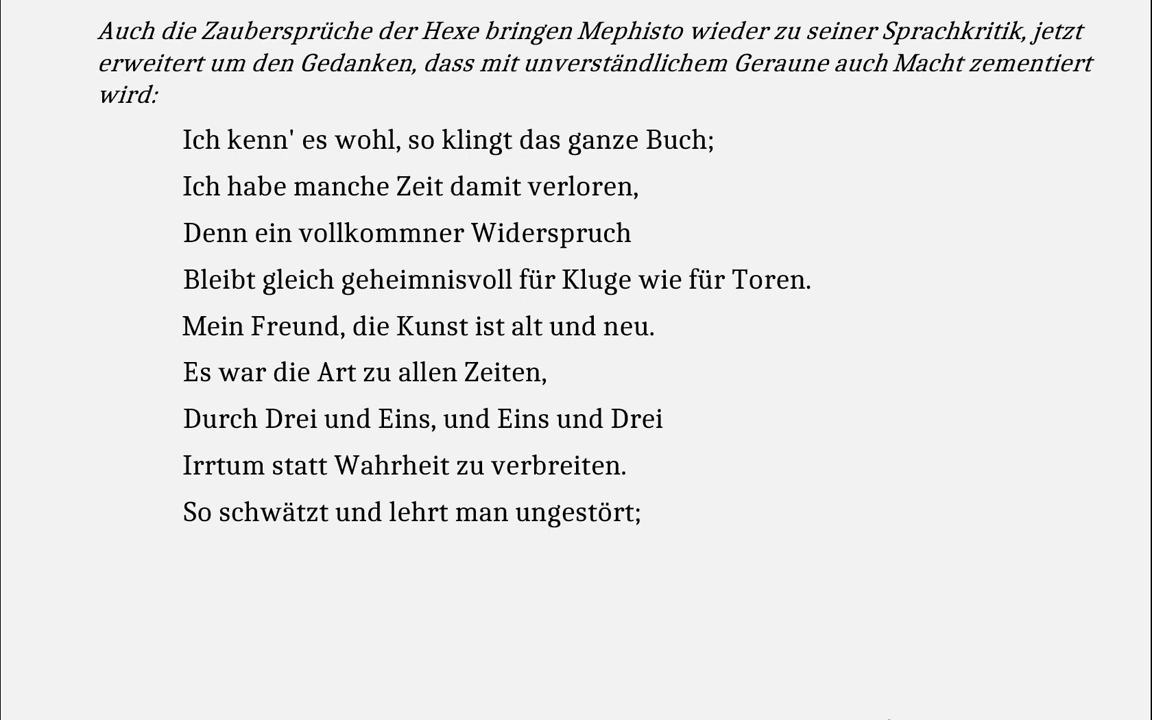 Auch die Zaubersprüche der Hexe bringen Mephisto wieder zu seiner Sprachkritik, jetzt
erweitert um den Gedanken, dass mit unverständlichem Geraune auch Macht zementiert
wird:
Ich kenn' es wohl, so klingt das ganze Buch;
Ich habe manche Zeit damit verloren,
Denn ein vollkommner Widerspruch
Bleibt gleich geheimnisvoll für Kluge wie für Toren.
Mein Freund, die Kunst ist alt und neu.
Es war die Art zu allen Zeiten,
Durch Drei und Eins, und Eins und Drei
Irrtum statt Wahrheit zu verbreiten.
So schwätzt und lehrt man ungestört;